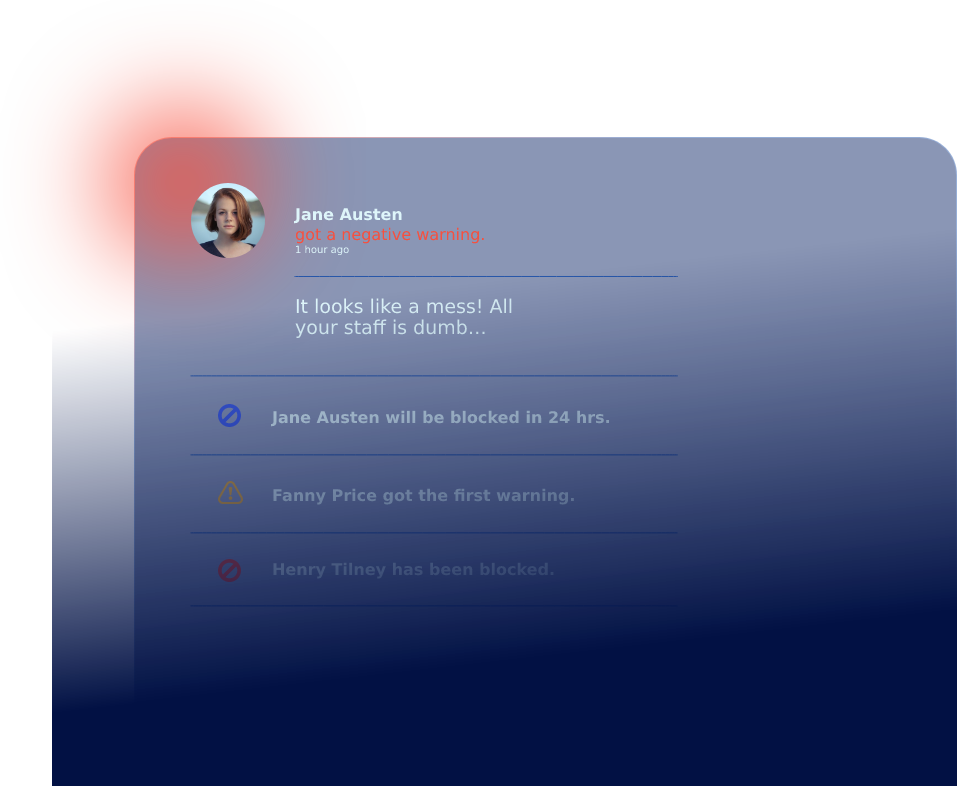 Jane Austen
got a negative warning.
1 hour ago
It looks like a mess! All
your staff is dumb...
Jane Austen will be blocked in 24 hrs.
Fanny Price got the first warning.
Henry Tilney has been blocked.